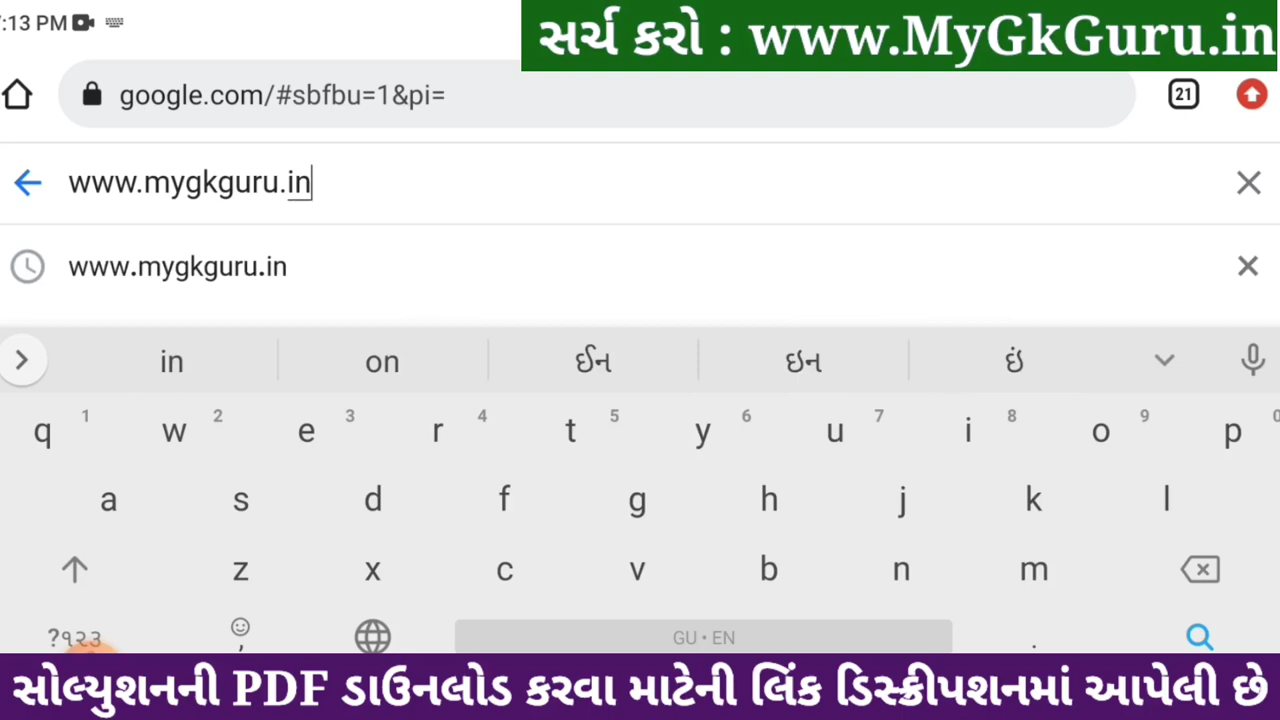 :13 PM
સર્ચ કરો : www.MyGkGuru.in
google.com/#sbfbu=1&pi=
21
www.mygkguru.in
www.mygkguru.in
in on ઈન ઇન ઇં
q 1 w 2 e 3 r 4 t 5 y 6 u 7 i 8 o 9 p 0
a s d f g h j k l
z x c v b n m
?૧૨૩ , GU • EN .
સોલ્યુશનની PDF ડાઉનલોડ કરવા માટેની લિંક ડિસ્ક્રીપશનમાં આપેલી છે